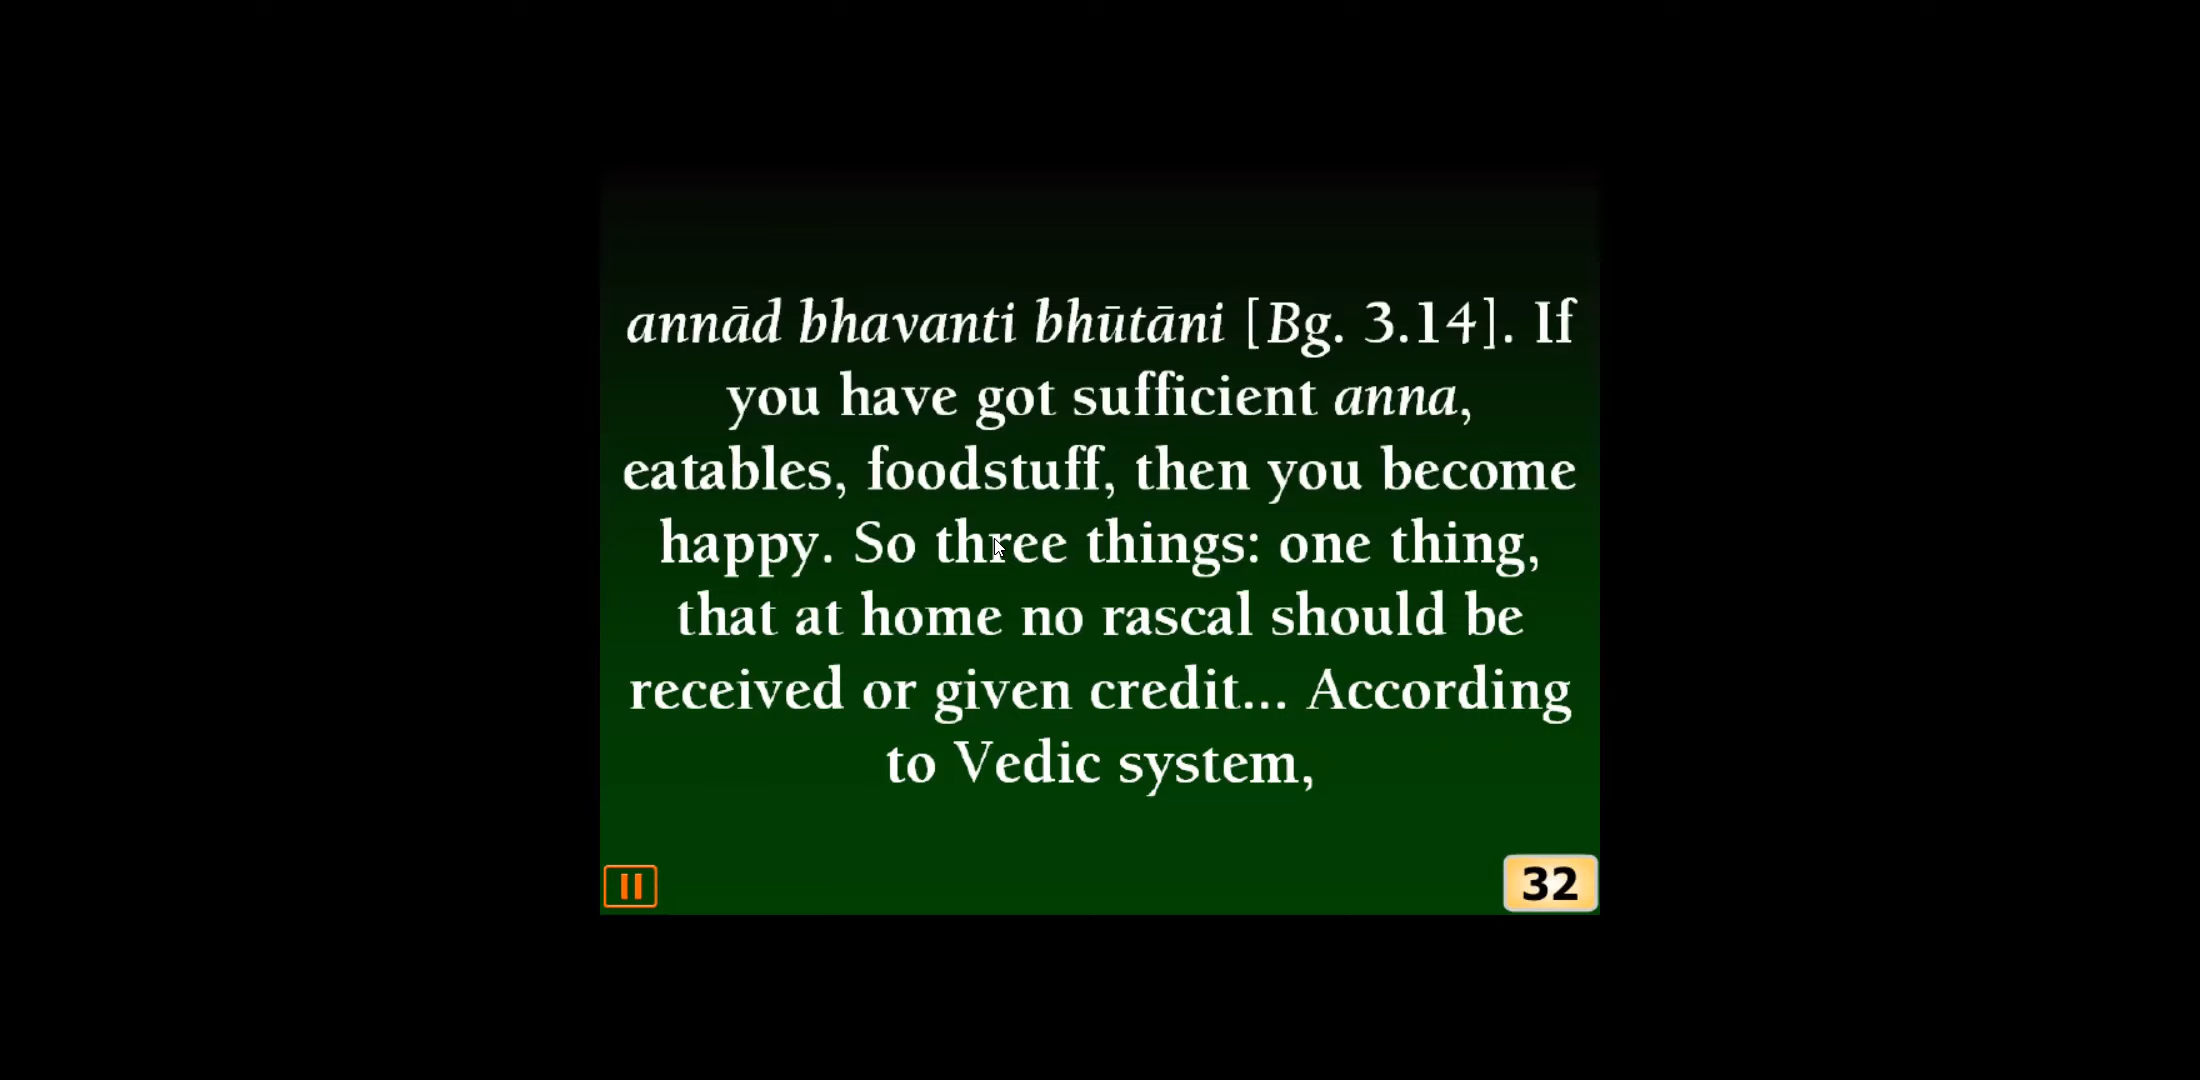 annād bhavanti bhūtāni [Bg. 3.14]. If
you have got sufficient anna,
eatables, foodstuff, then you become
happy. So three things: one thing,
that at home no rascal should be
received or given credit... According
to Vedic system,
32